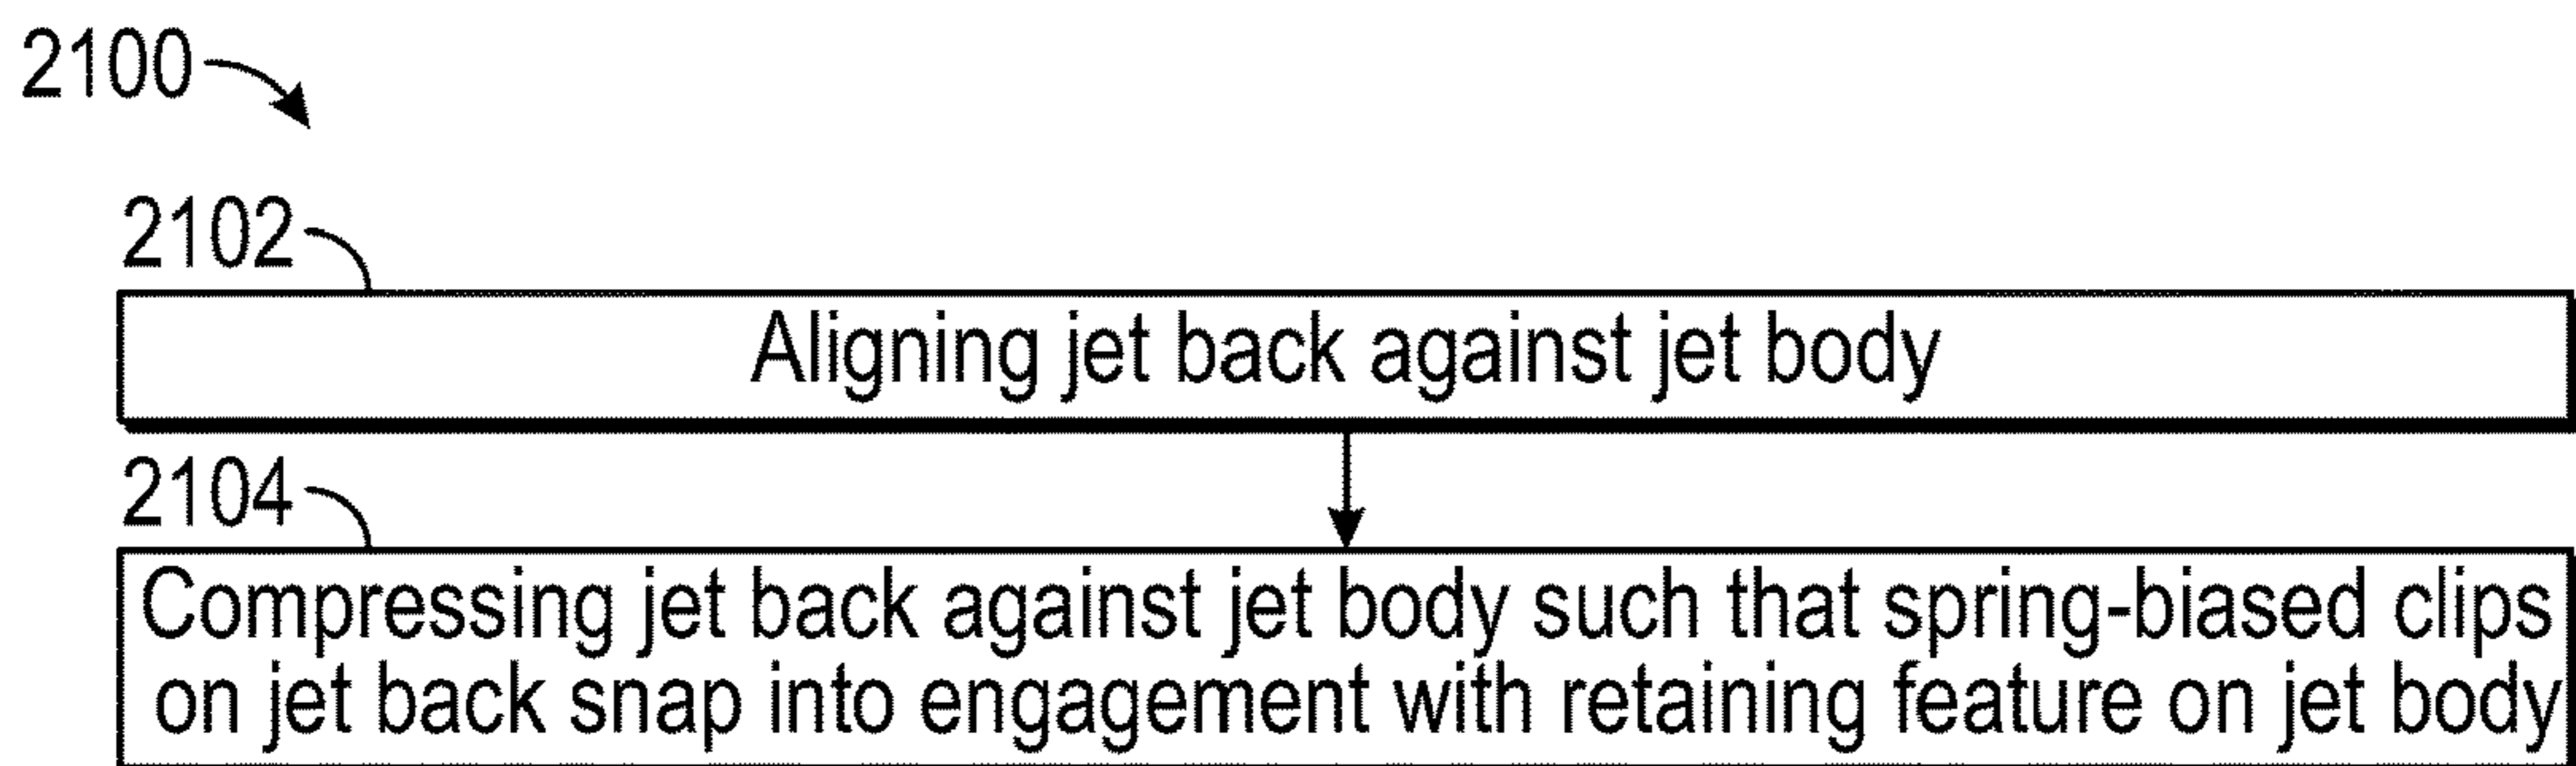 2100
2102
Aligning jet back against jet body
2104
Compressing jet back against jet body such that spring-biased clips
on jet back snap into engagement with retaining feature on jet body